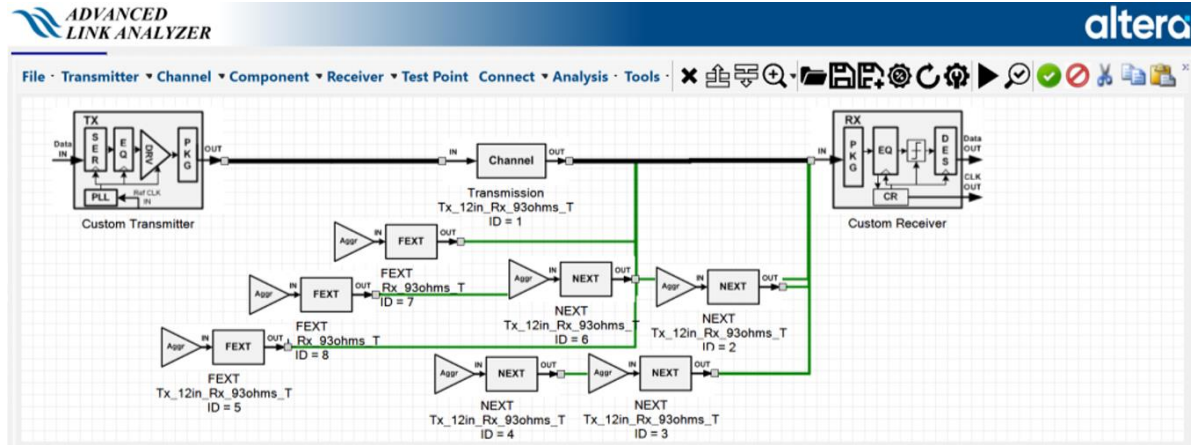 ADVANCED
LINK ANALYZER
altera
File · Transmitter ▾ Channel ▾ Component ▾ Receiver ▾ Test Point Connect ▾ Analysis · Tools ·
TX
Data
IN
SER
EQ
DRV
PKG
OUT
PLL
Ref CLK
IN
Custom Transmitter
IN
Channel
OUT
Transmission
Tx_12in_Rx_93ohms_T
ID = 1
RX
IN
PKG
EQ
DES
CR
Data
OUT
CLK
OUT
Custom Receiver
Aggr
IN
FEXT
OUT
FEXT
Rx_93ohms_T
ID = 7
Aggr
IN
FEXT
OUT
FEXT
Rx_93ohms_T
ID = 8
Aggr
IN
NEXT
OUT
NEXT
Tx_12in_Rx_93ohms_T
ID = 6
Aggr
IN
NEXT
OUT
NEXT
Tx_12in_Rx_93ohms_T
ID = 2
Aggr
IN
FEXT
OUT
FEXT
Tx_12in_Rx_93ohms_T
ID = 5
Aggr
IN
NEXT
OUT
NEXT
Tx_12in_Rx_93ohms_T
ID = 4
Aggr
IN
NEXT
OUT
NEXT
Tx_12in_Rx_93ohms_T
ID = 3